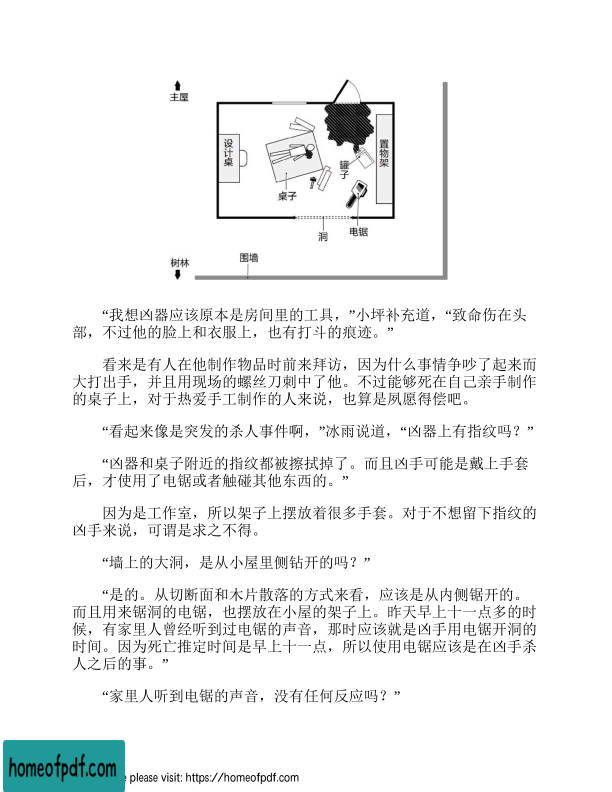 主屋
设计桌
置物架
罐子
桌子
洞
电锯
树林
围墙
“我想凶器应该原本是房间里的工具，”小坪补充道，“致命伤在头
部，不过他的脸上和衣服上，也有打斗的痕迹。”
看来是有人在他制作物品时前来拜访，因为什么事情争吵了起来而
大打出手，并且用现场的螺丝刀刺中了他。不过能够死在自己亲手制作
的桌子上，对于热爱手工制作的人来说，也算是夙愿得偿吧。
“看起来像是突发的杀人事件啊，”冰雨说道，“凶器上有指纹吗？”
“凶器和桌子附近的指纹都被擦拭掉了。而且凶手可能是戴上手套
后，才使用了电锯或者触碰其他东西的。”
因为是工作室，所以架子上摆放着很多手套。对于不想留下指纹的
凶手来说，可谓是求之不得。
“墙上的大洞，是从小屋里侧钻开的吗？”
“是的。从切断面和木片散落的方式来看，应该是从内侧锯开的。
而且用来锯洞的电锯，也摆放在小屋的架子上。昨天早上十一点多的时
候，有家里人曾经听到过电锯的声音，那时应该就是凶手用电锯开洞的
时间。因为死亡推定时间是早上十一点，所以使用电锯应该是在凶手杀
人之后的事。”
“家里人听到电锯的声音，没有任何反应吗？”
homeofpdf.com
e please visit: https://homeofpdf.com